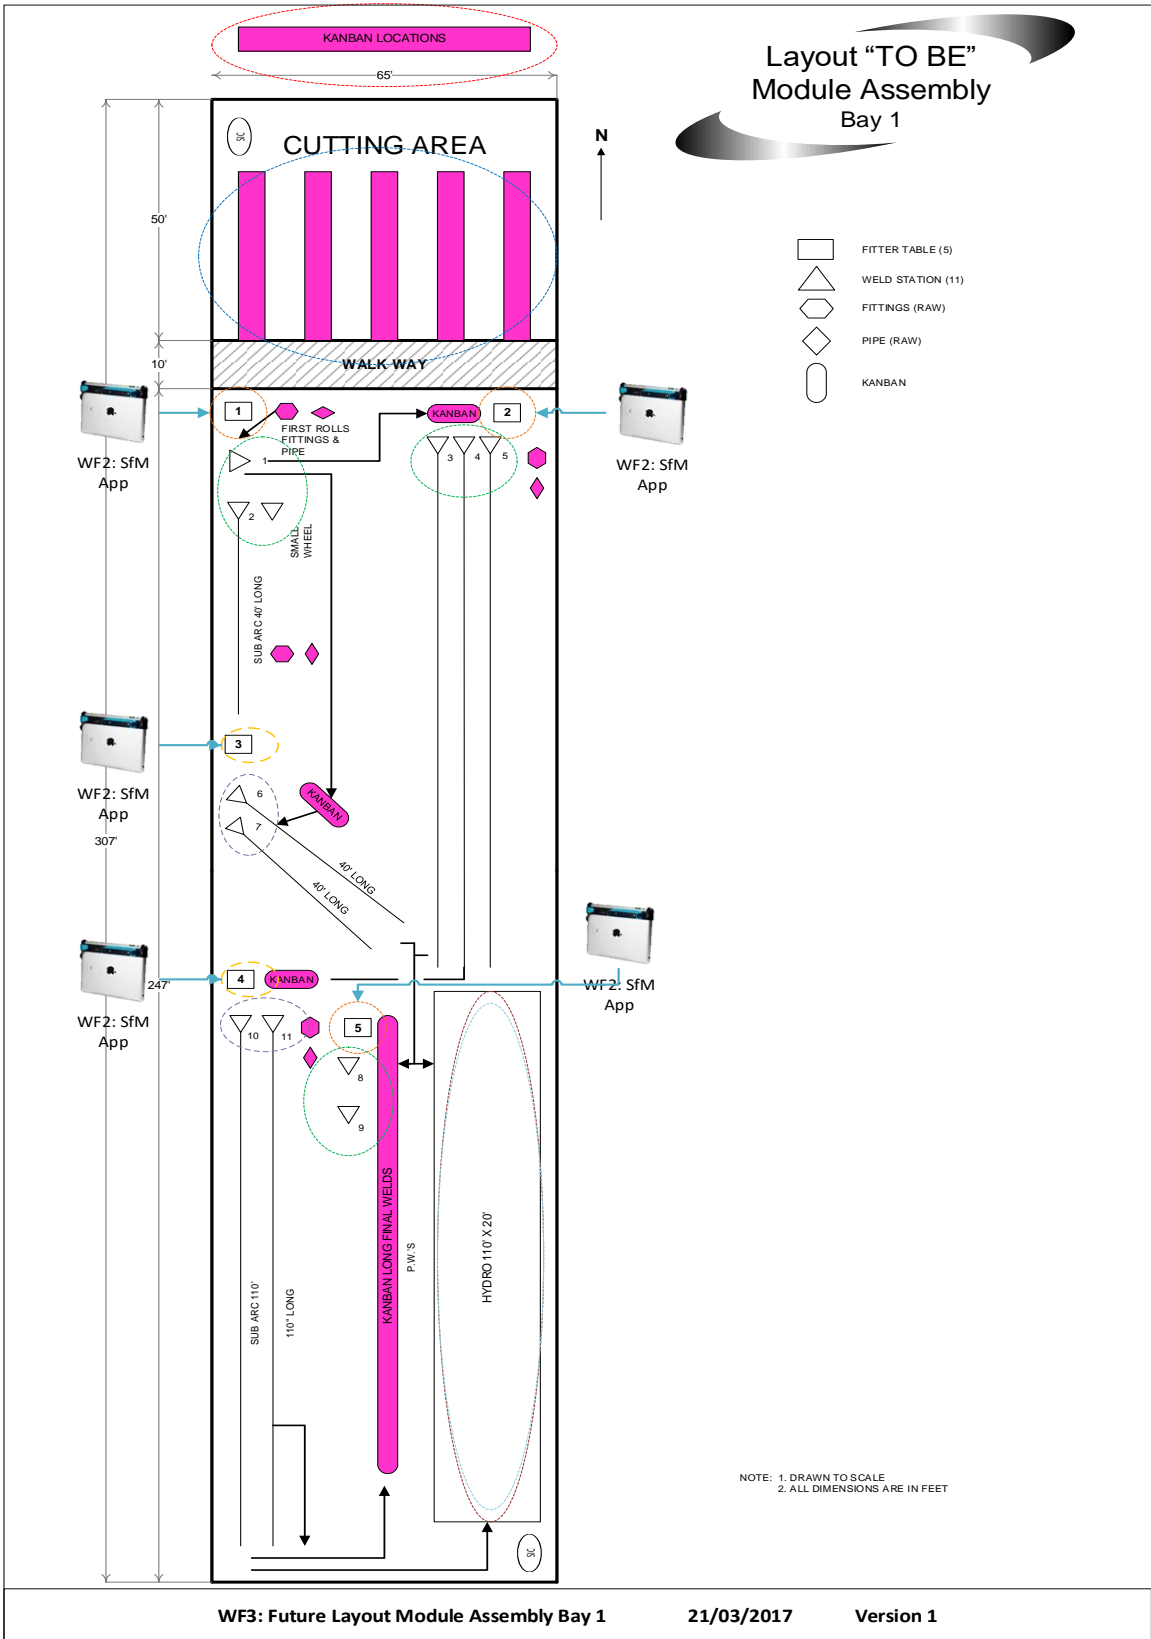 KANBAN LOCATIONS
65'
Layout “TO BE”
Module Assembly
Bay 1
SIC
CUTTING AREA
N
50'
FITTER TABLE (5)
WELD STATION (11)
FITTINGS (RAW)
PIPE (RAW)
KANBAN
10'
WALK WAY
1
FIRST ROLLS
FITTINGS &
PIPE
KANBAN
2
WF2: SfM
App
WF2: SfM
App
1
3
4
5
2
SMALL
WHEEL
SUB ARC 40' LONG
3
WF2: SfM
App
6
7
KANBAN
307'
40' LONG
40' LONG
4
KANBAN
247'
WF2: SfM
App
WF2: SfM
App
10
11
5
8
9
KANBAN LONG FINAL WELDS
P.W.'S
HYDRO 110' X 20'
SUB ARC 110'
110" LONG
NOTE: 1. DRAWN TO SCALE
2. ALL DIMENSIONS ARE IN FEET
SIC
WF3: Future Layout Module Assembly Bay 1 21/03/2017 Version 1